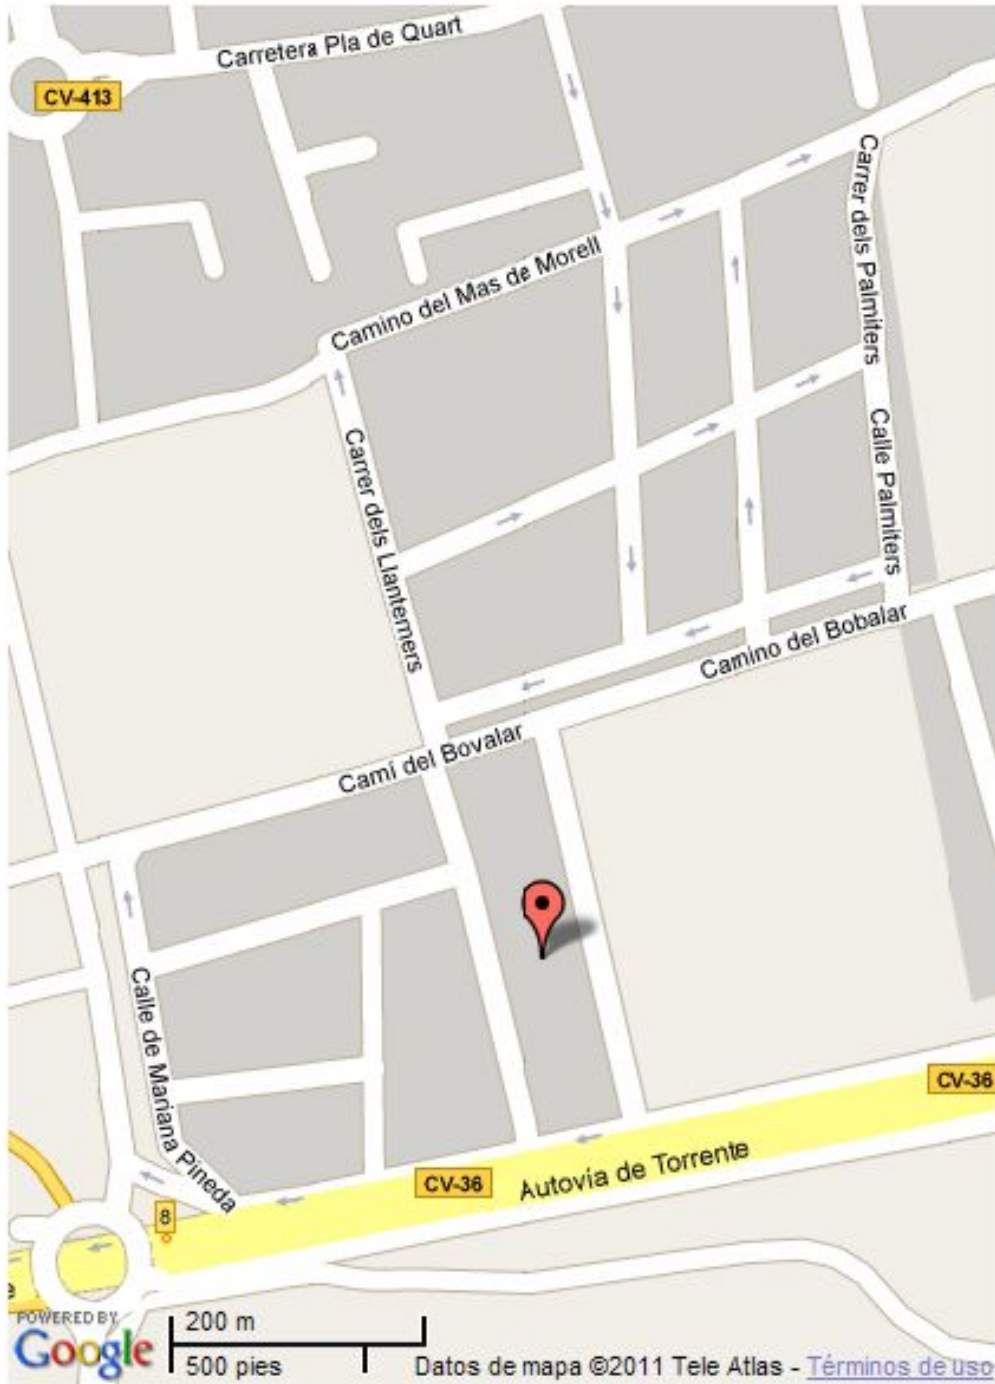 Carretera Pla de Quart
CV-413
Carrer dels Palmiters
Camino del Mas de Morell
Calle Palmiters
Carrer dels Llanterners
Camino del Bobalar
Camí del Bovalar
Calle de Mariana Pineda
CV-36
CV-36
Autovía de Torrente
8
POWERED BY
Google
200 m
500 pies
Datos de mapa ©2011 Tele Atlas - Términos de uso